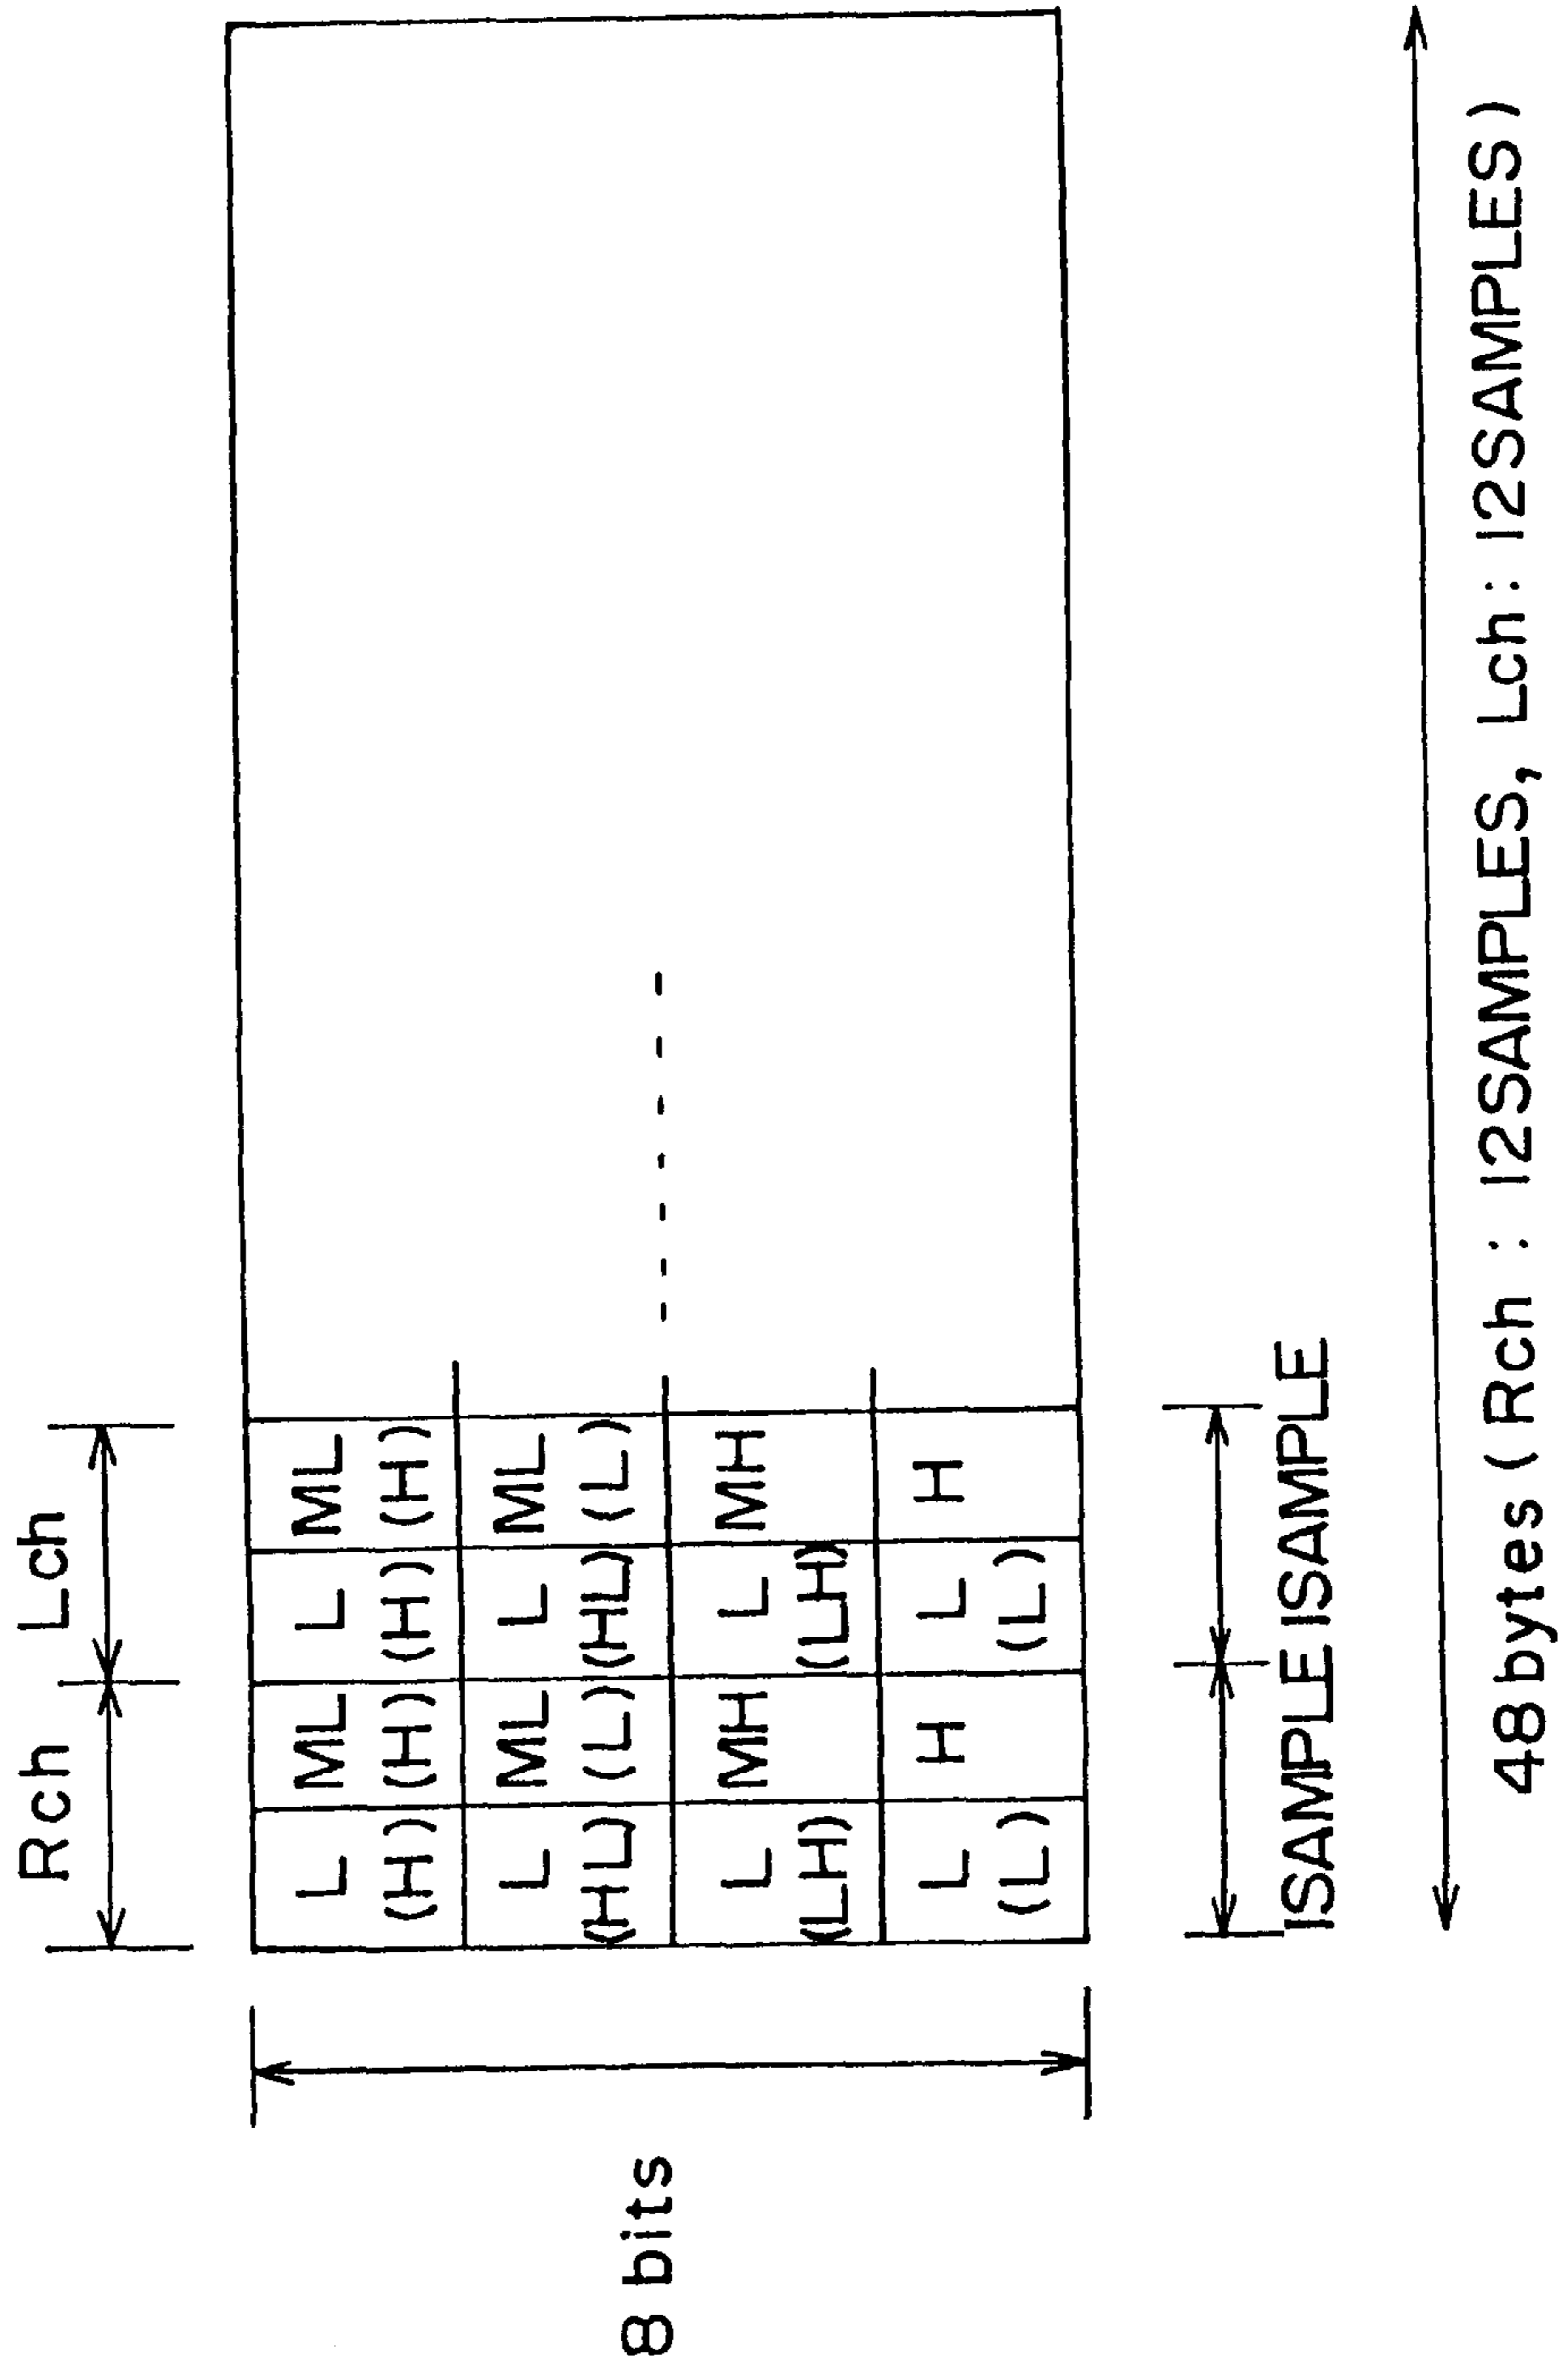 Rch Lch
L ML L ML
(H) (H) (H) (H)
L ML L ML
(HL) (L) (HL) (L)
L MH L MH
(LH) (LH)
L H L H
(L) (L)
8 bits
1SAMPLE 1SAMPLE
48 bytes (Rch : 12SAMPLES, Lch : 12SAMPLES)